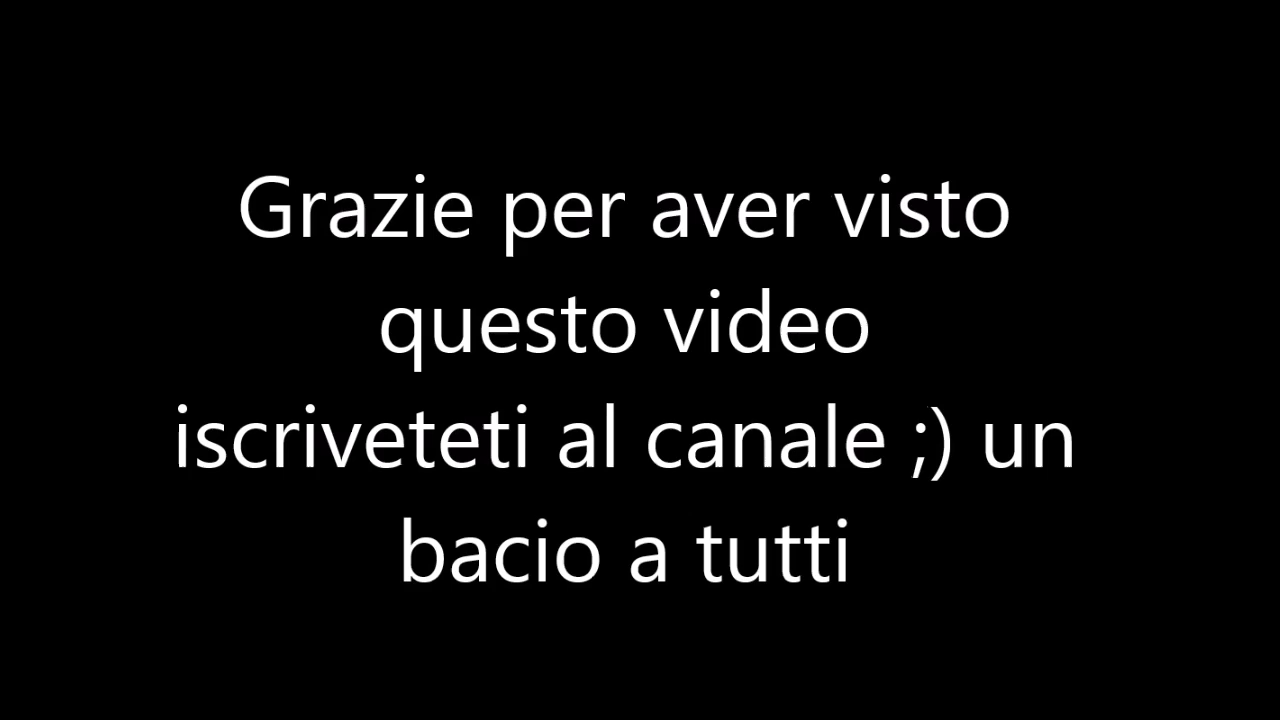 Grazie per aver visto
questo video
iscriveteti al canale ;) un
bacio a tutti